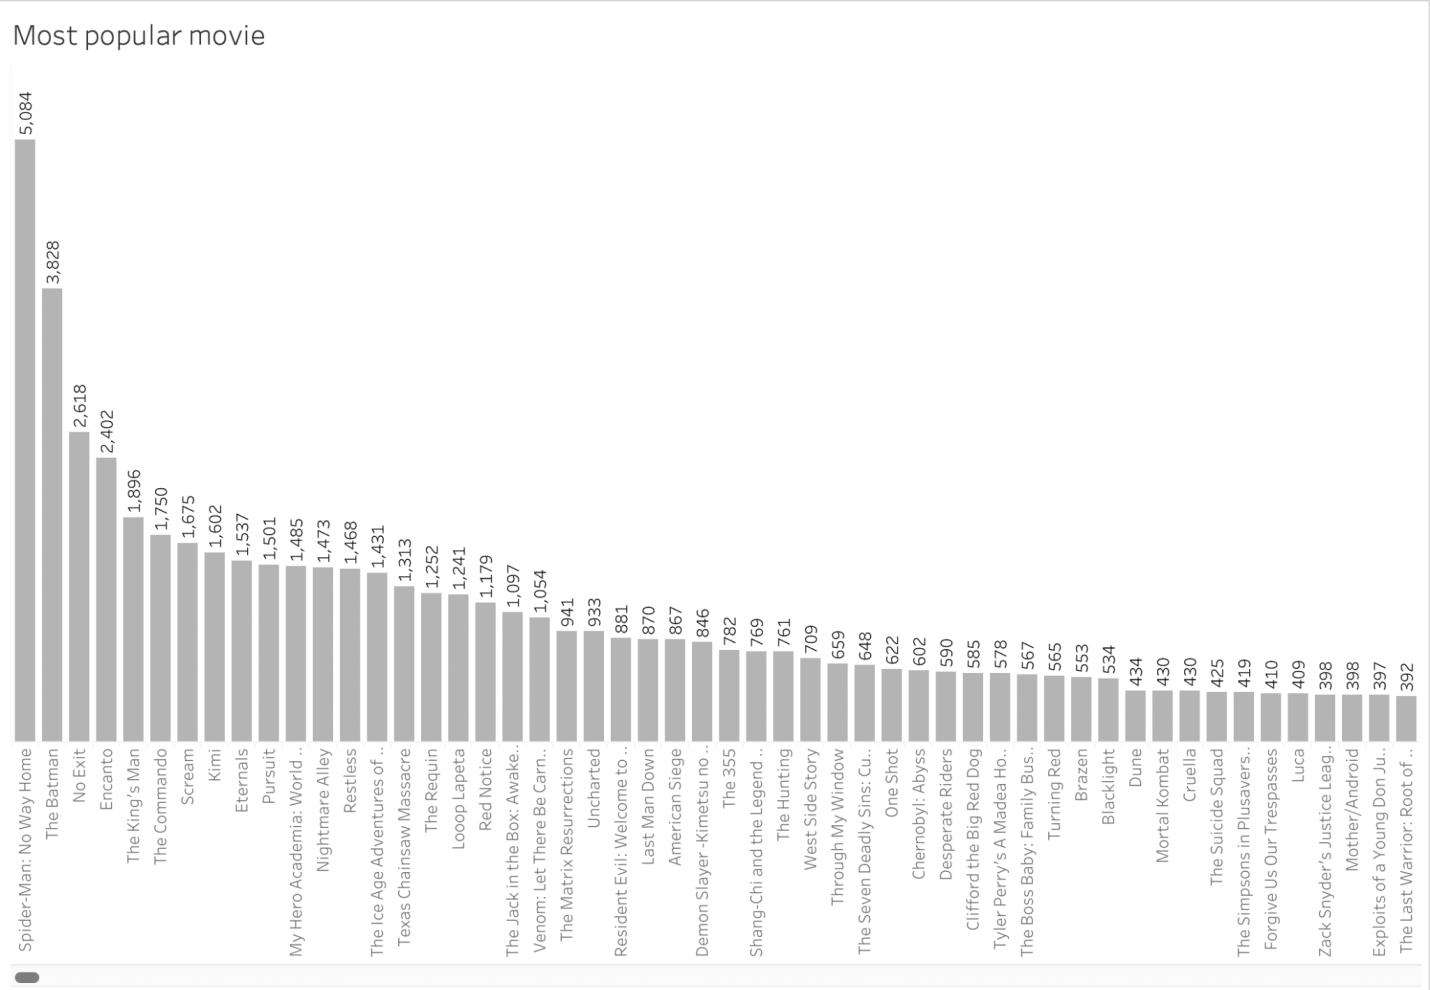 Most popular movie
5,084
3,828
2,618
2,402
1,896
1,750
1,675
1,602
1,537
1,501
1,485
1,473
1,468
1,431
1,313
1,252
1,241
1,179
1,097
1,054
941
933
881
870
867
846
782
769
761
709
659
648
622
602
590
585
578
567
565
553
534
434
430
430
425
419
410
409
398
398
397
392
Spider-Man: No Way Home
The Batman
No Exit
Encanto
The King's Man
The Commando
Scream
Kimi
Eternals
Pursuit
My Hero Academia: World ..
Nightmare Alley
Restless
The Ice Age Adventures of ..
Texas Chainsaw Massacre
The Requin
Looop Lapeta
Red Notice
The Jack in the Box: Awake..
Venom: Let There Be Carn..
The Matrix Resurrections
Uncharted
Resident Evil: Welcome to ..
Last Man Down
American Siege
Demon Slayer -Kimetsu no ..
The 355
Shang-Chi and the Legend ..
The Hunting
West Side Story
Through My Window
The Seven Deadly Sins: Cu..
One Shot
Chernobyl: Abyss
Desperate Riders
Clifford the Big Red Dog
Tyler Perry's A Madea Ho..
The Boss Baby: Family Bus..
Turning Red
Brazen
Blacklight
Dune
Mortal Kombat
Cruella
The Suicide Squad
The Simpsons in Plusavers..
Forgive Us Our Trespasses
Luca
Zack Snyder's Justice Leag..
Mother/Android
Exploits of a Young Don Ju..
The Last Warrior: Root of ..